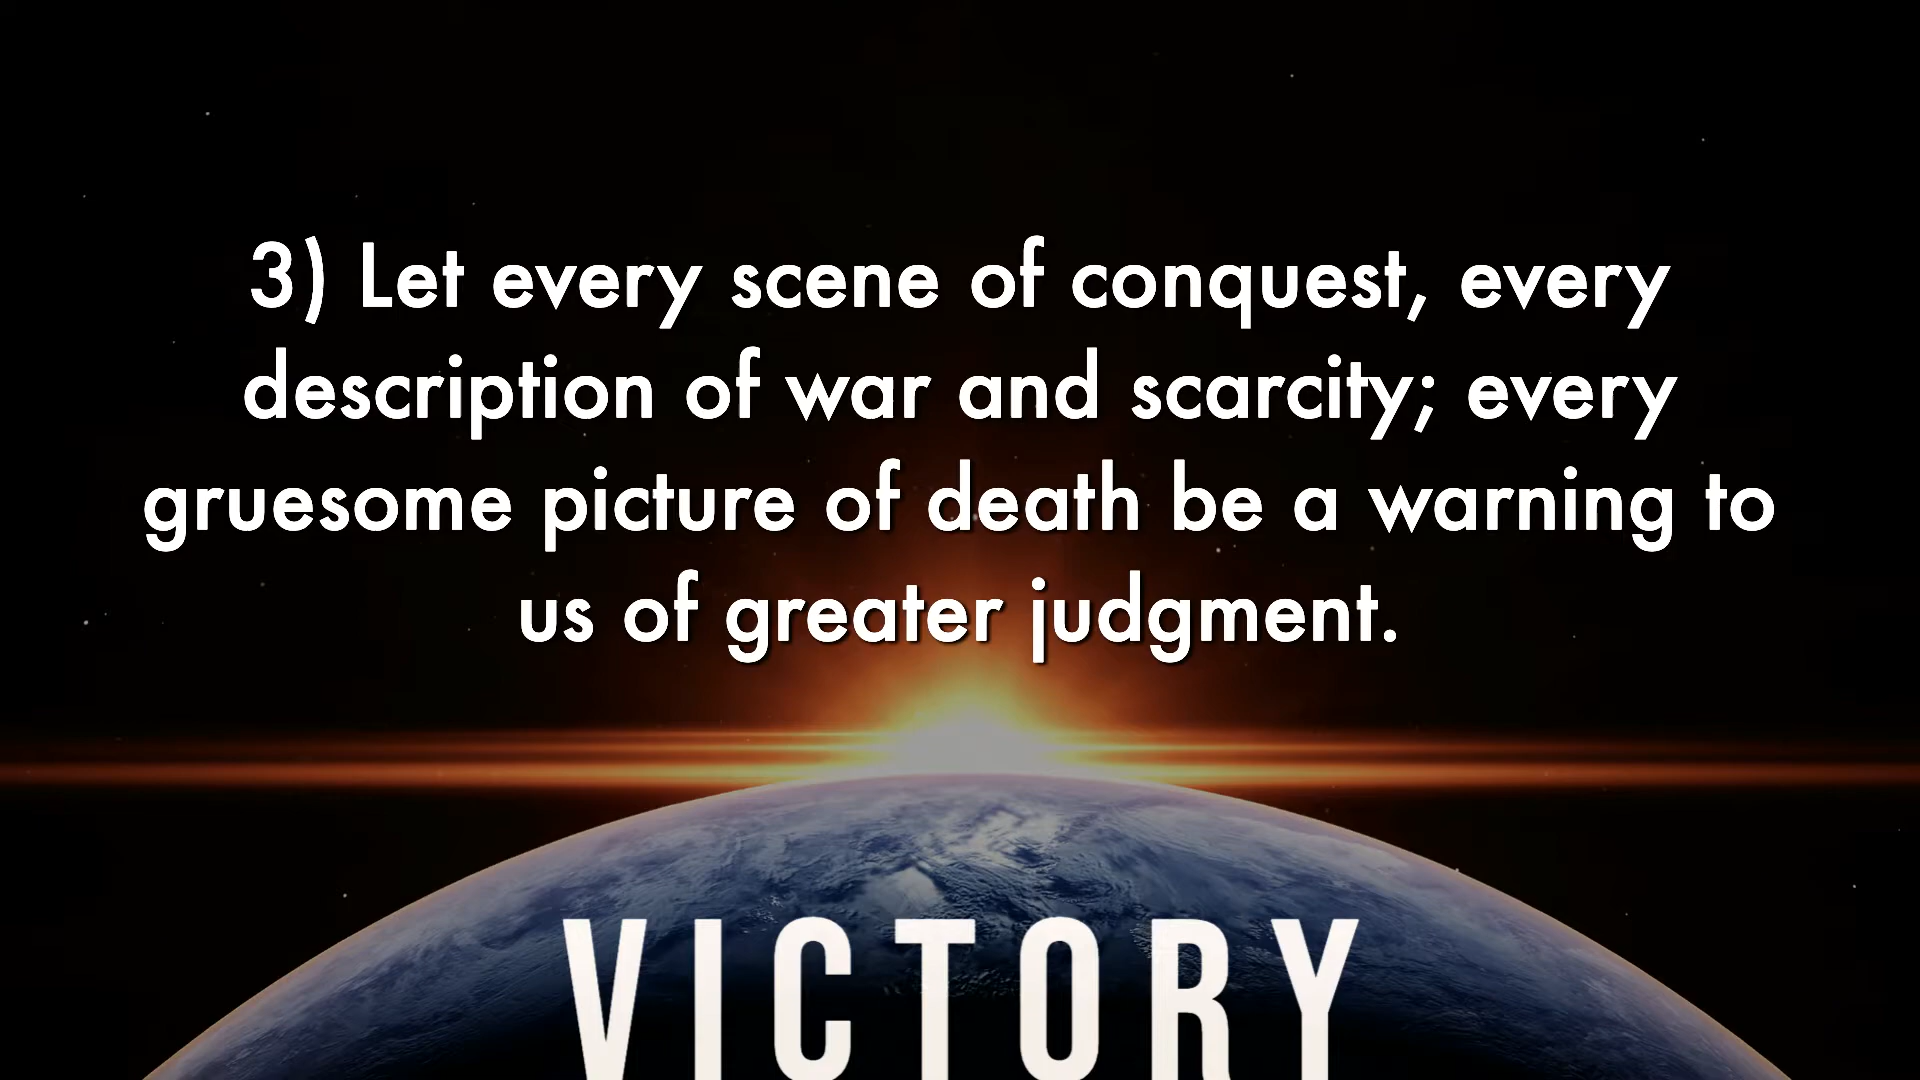 3) Let every scene of conquest, every
description of war and scarcity; every
gruesome picture of death be a warning to
us of greater judgment.
VICTORY